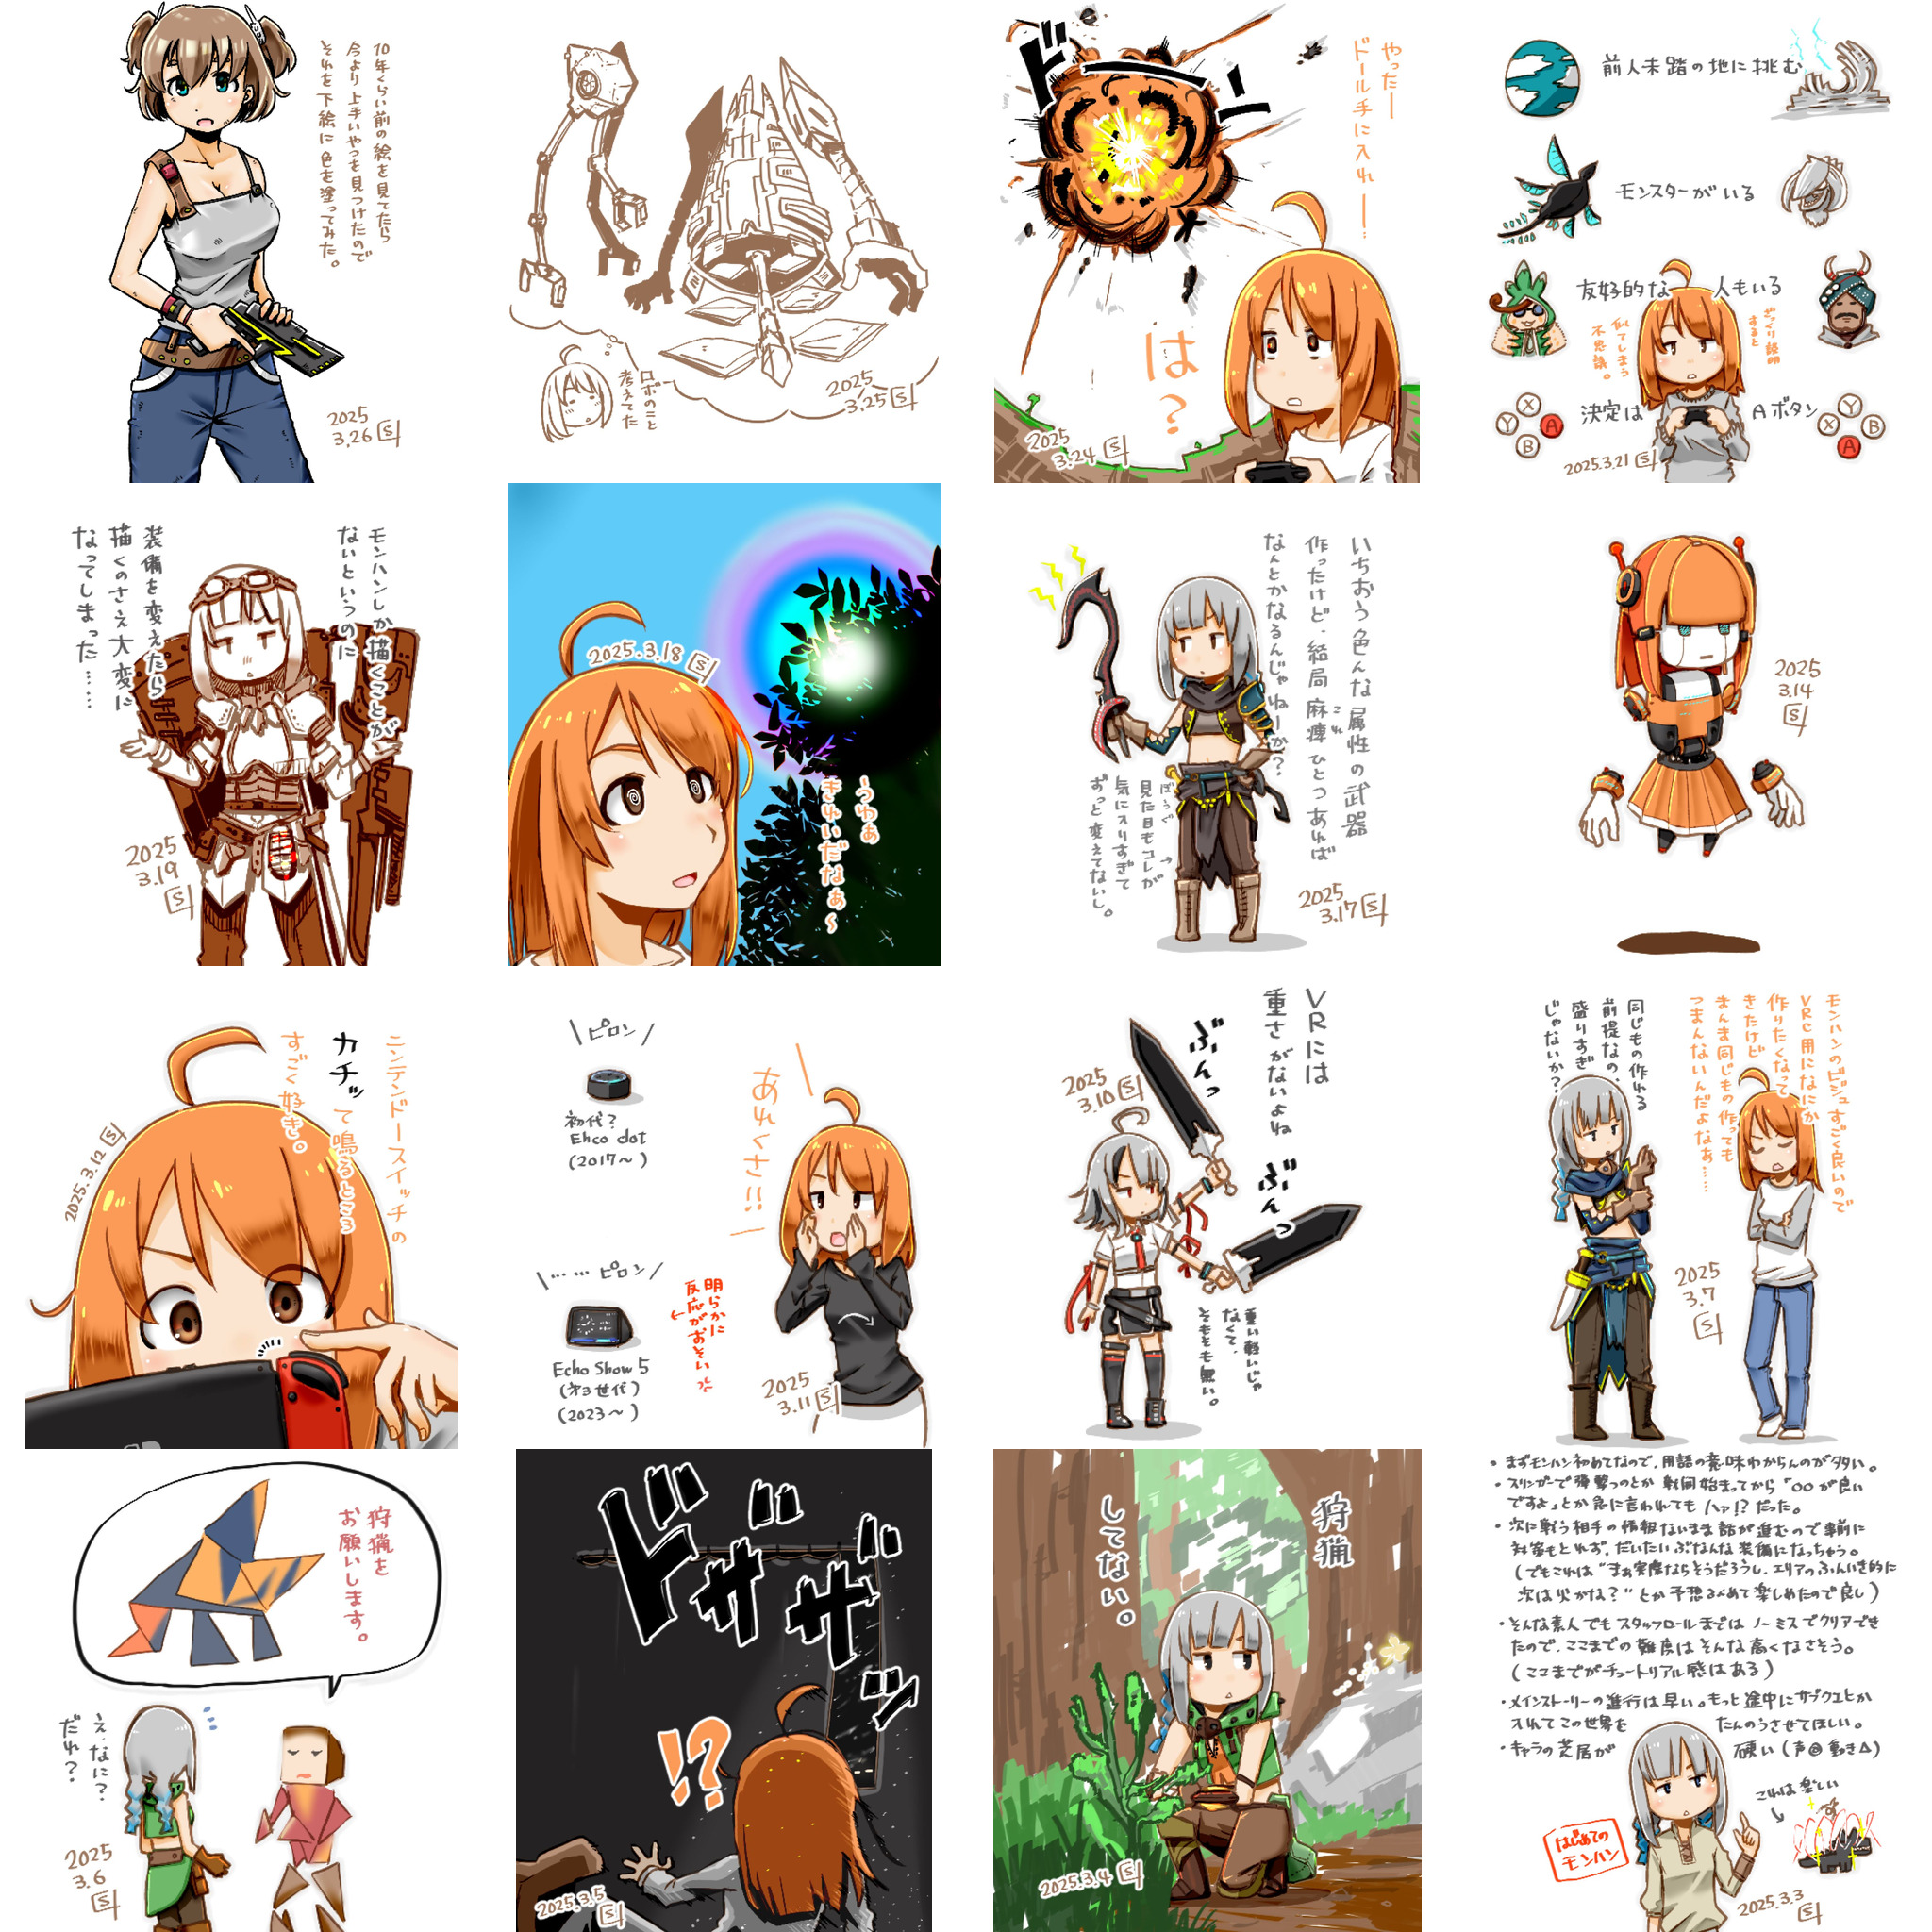 10年くらい前の絵を見てたら
今より上手いやつを見つけたので
それを下絵に色を塗ってみた。
2025
3.26 S
ロボのこと
考えてた
2025
3.25 S
ドーーン
やったー
ドール手に入れ——
は?
2025
3.24 S
前人未踏の地に挑む
モンスターがいる
友好的な人もいる
ざっくり説明
すると
似てしまう
不思議。
X
Y A
B
決定はAボタン
Y
X B
A
2025.3.21 S
モンハンしか描くことが
ないというのに
装備を変えたら
描くのさえ大変に
なってしまった……
2025
3.19
S
2025.3.18 S
うわぁ
きれいだなぁ~
いちおう色んな属性の武器
作ったけど、結局麻痺ひとつあれば
これ
なんとかなるんじゃねーか?
見た目もコレが
ぼうぐ
気に入りすぎて
ずっと変えてないし。
2025
3.17 S
2025
3.14
S
ニンテンドースイッチの
カチッて鳴るところ
すごく好き。
2025.3.12 S
ピロン
初代?
Ehco dot
(2017~)
あれくさ!!
……ピロン
明らかに
反応がおそい
Echo Show 5
(第3世代)
(2023~)
2025
3.11 S
VRには
重さがないよね
ぶんっ
ぶんっ
2025
3.10 S
重い軽いじゃ
なくて、
そもそも無い。
モンハンのビジュすごく良いので
VRC用になにか
作りたくなって
きたけど
まんま同じもの作っても
つまんないんだよなぁ……
同じもの作れる
前提なの、
盛りすぎ
じゃないか?
2025
3.7
S
狩猟を
お願いします。
え、なに?
だれ?
2025
3.6
S
ドザザザッ
!?
2025.3.5 S
狩猟
してない。
2025.3.4 S
・まずモンハン初めてなので、用語の意味わからんのが多い。
・スリンガーで弾撃つのとか戦闘始まってから「〇〇が良い
ですよ」とか急に言われてもハァ!?だった。
・次に戦う相手の情報ないまま話が進むので事前に
対策もとれず、だいたいぶなんな装備になっちゃう。
(でもこれは“まぁ実際ならそうだろうし、エリアのふんいき的に
次は火かな?”とか予想ふくめて楽しめたので良し)
・そんな素人でもスタッフロールまではノーミスでクリアでき
たので、ここまでの難度はそんな高くなさそう。
(ここまでがチュートリアル感はある)
・メインストーリーの進行は早い。もっと途中にサブクエとか
入れてこの世界をたんのうさせてほしい。
・キャラの芝居が硬い(声◎動き△)
これは楽しい
はじめての
モンハン
2025.3.3 S